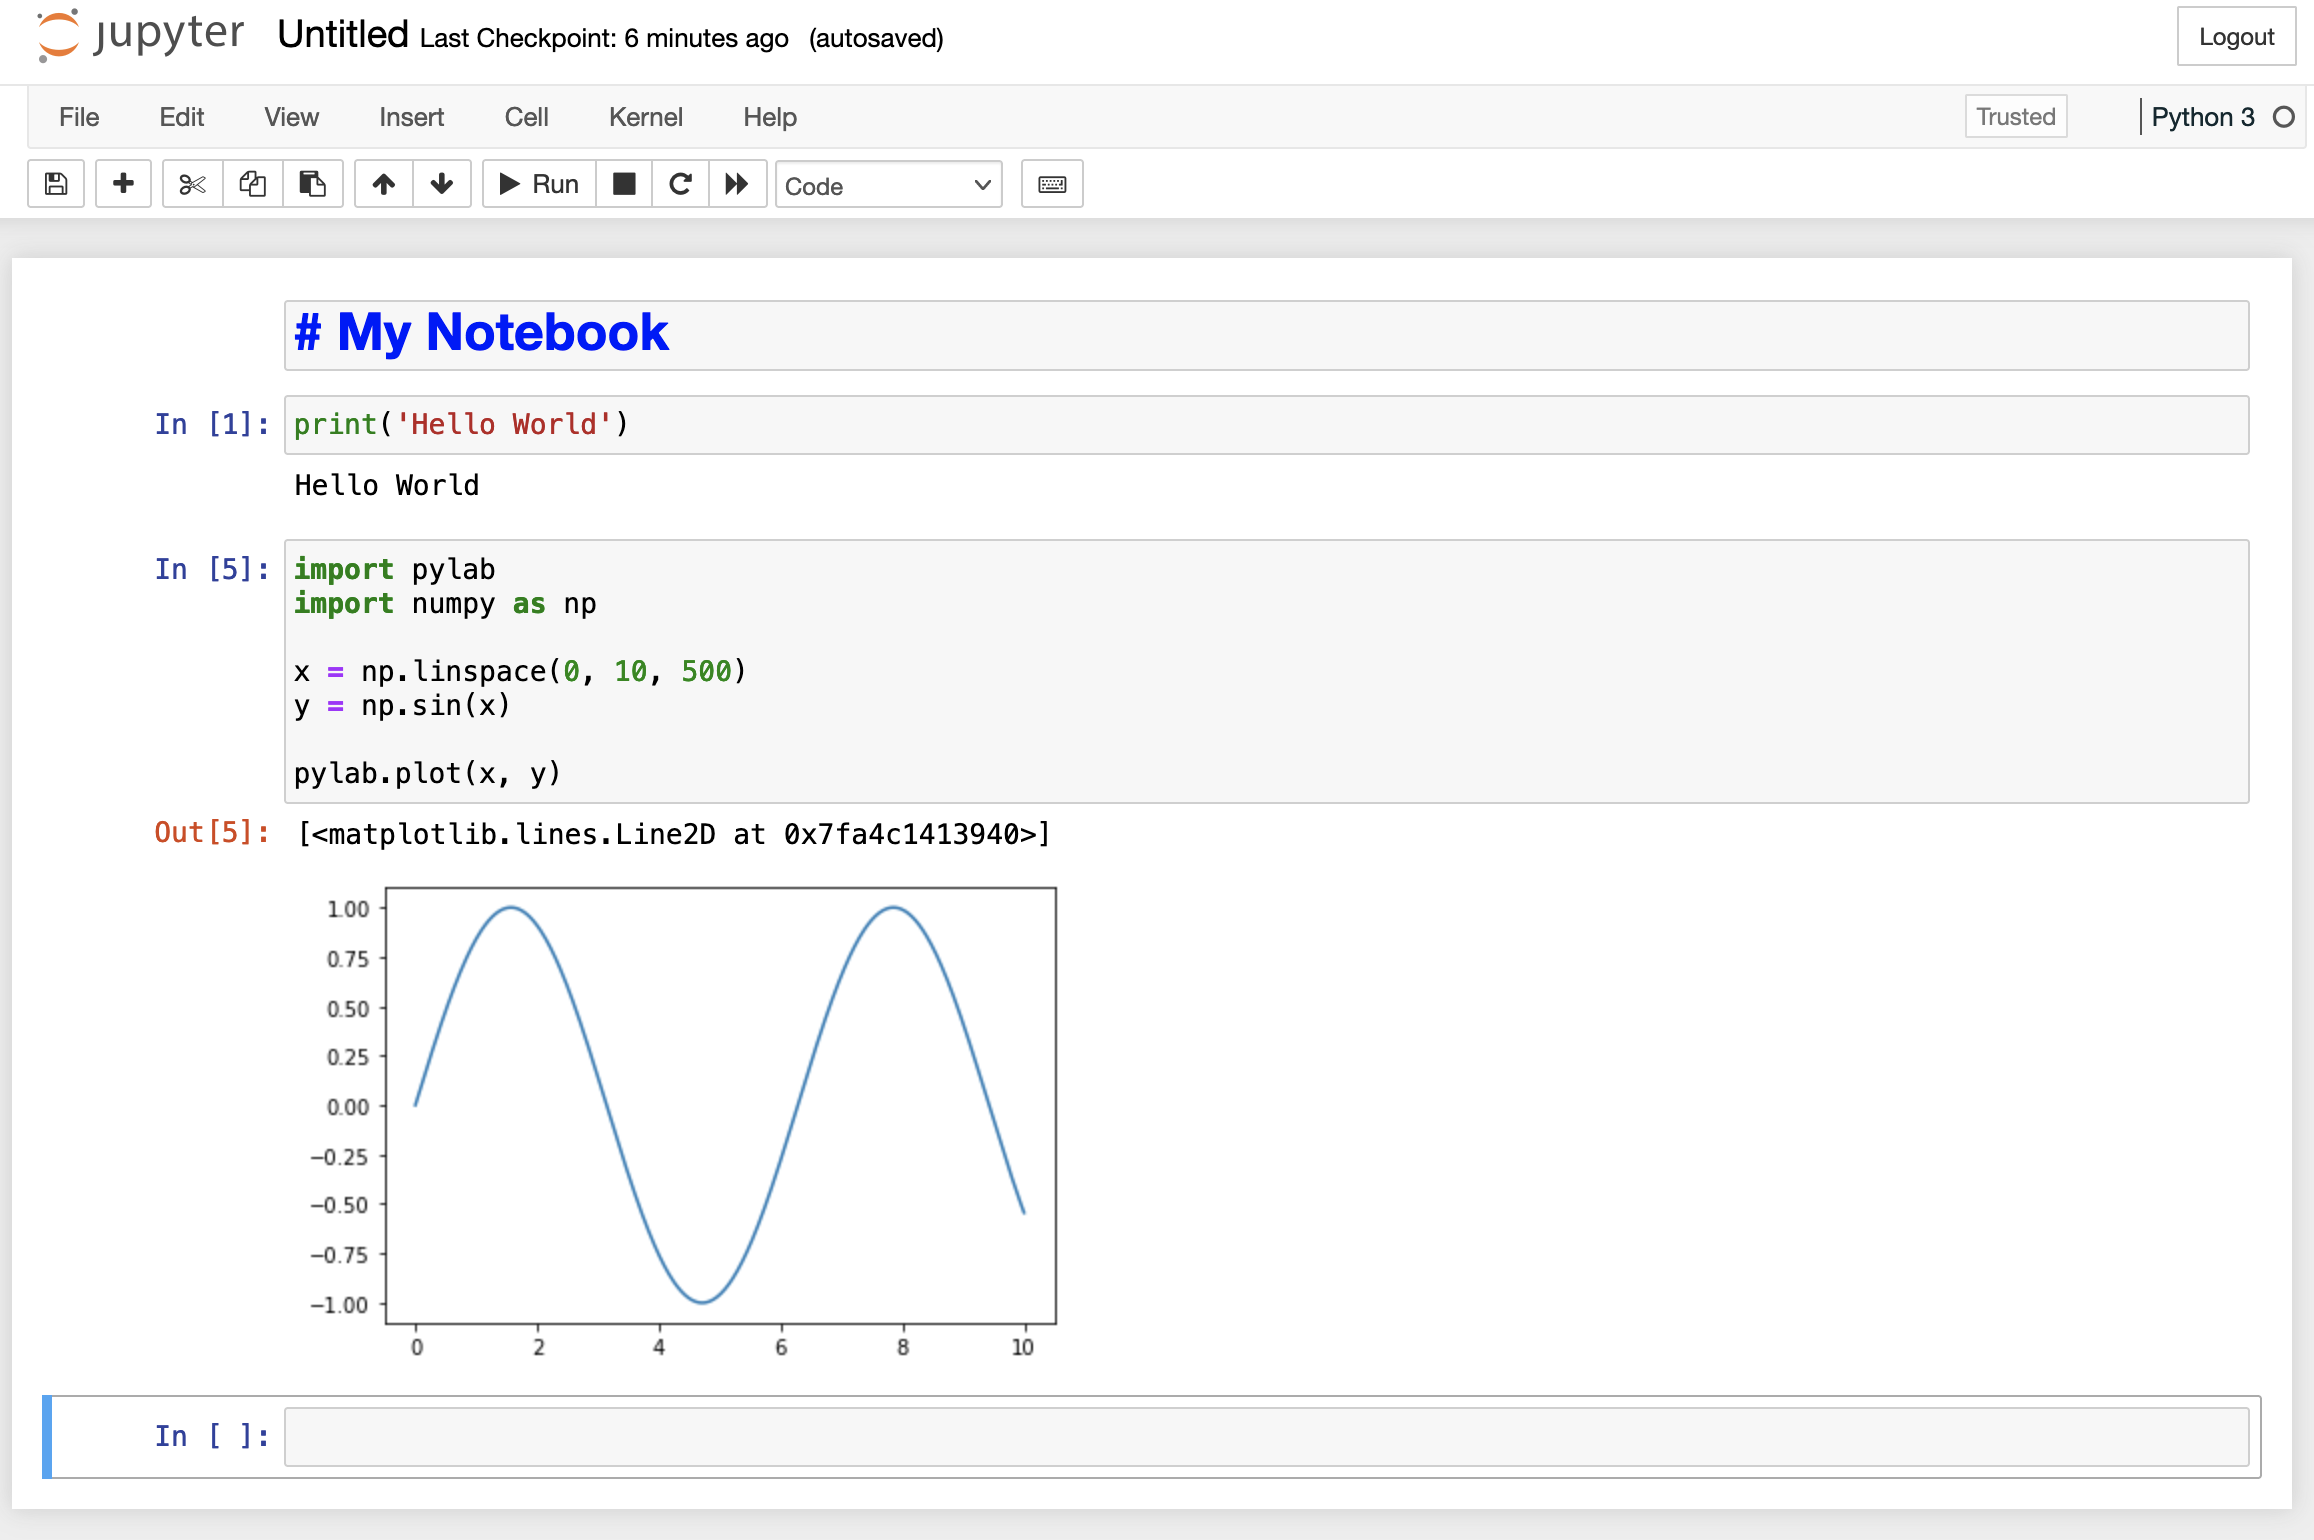 jupyter Untitled Last Checkpoint: 6 minutes ago (autosaved) Logout
File Edit View Insert Cell Kernel Help Trusted Python 3
Run Code
# My Notebook
In [1]: print('Hello World')
Hello World
In [5]: import pylab
import numpy as np
x = np.linspace(0, 10, 500)
y = np.sin(x)
pylab.plot(x, y)
Out[5]: [<matplotlib.lines.Line2D at 0x7fa4c1413940>]
1.00
0.75
0.50
0.25
0.00
−0.25
−0.50
−0.75
−1.00
0 2 4 6 8 10
In [ ]: